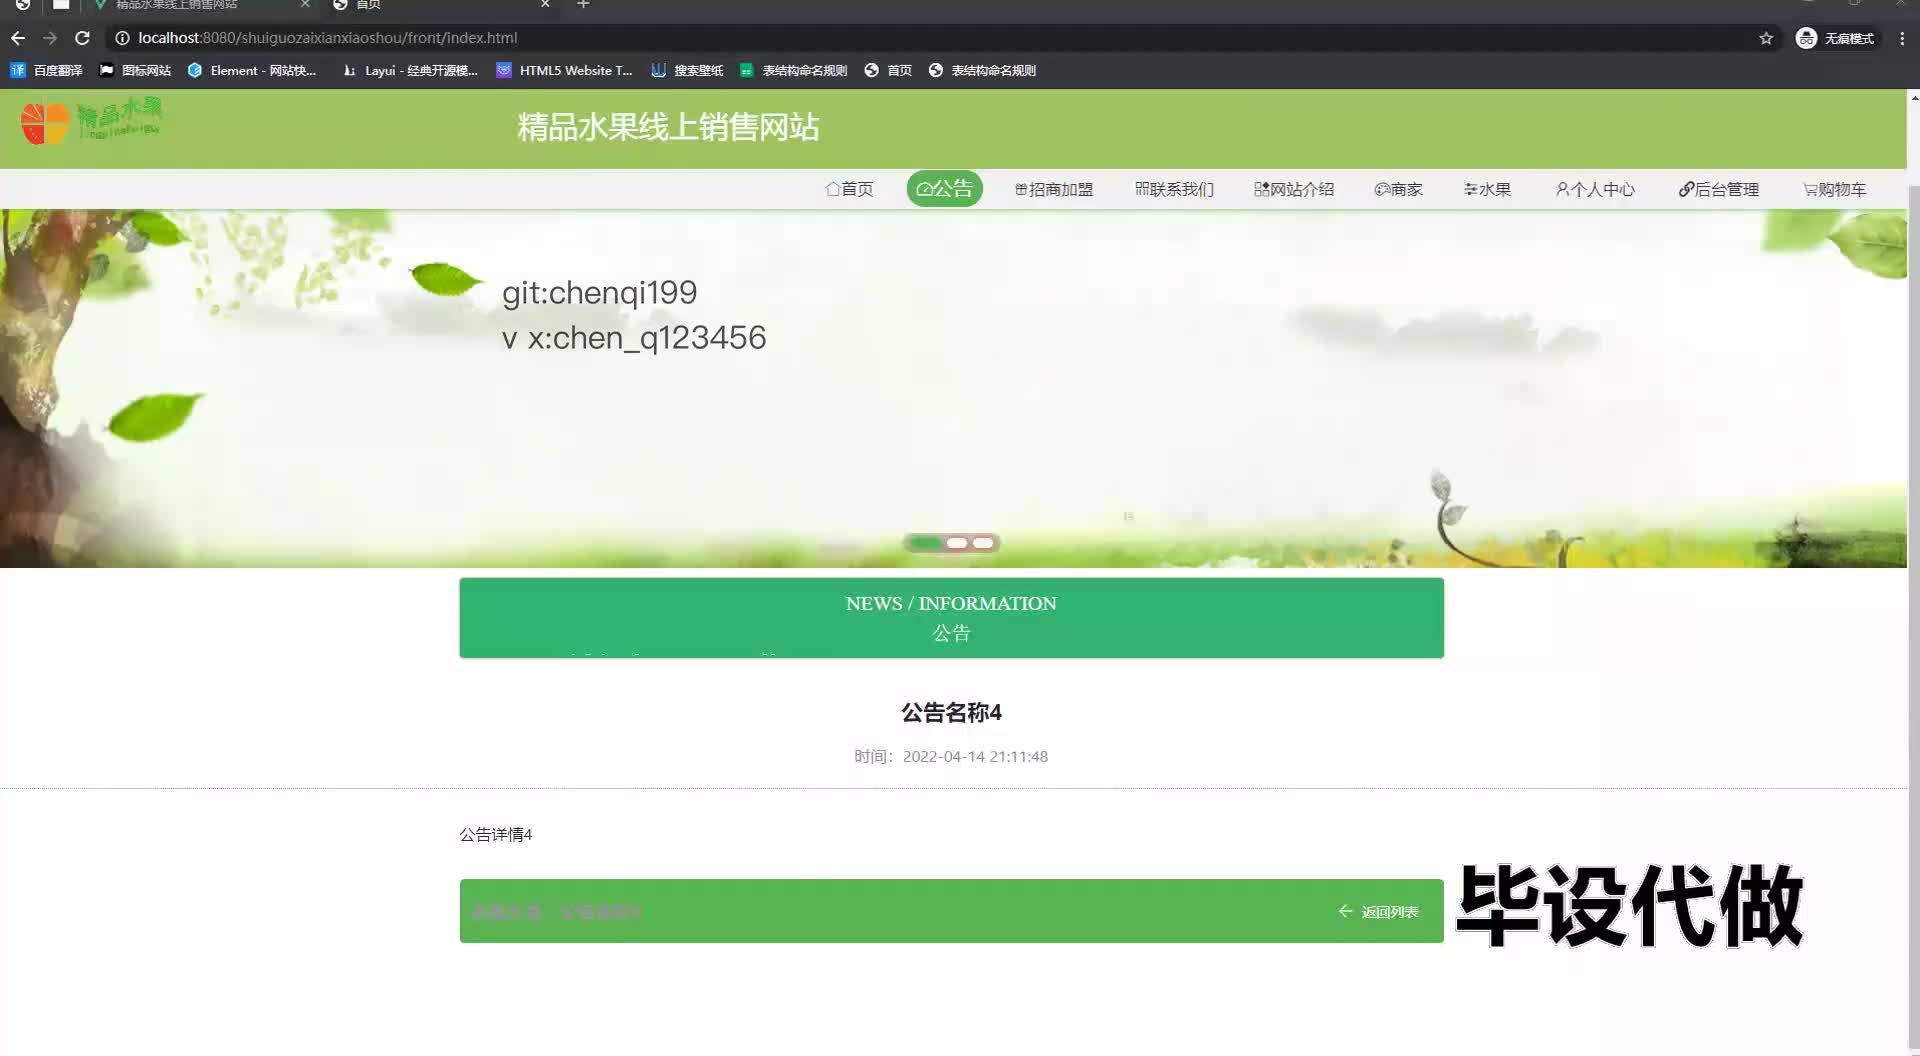 精品水果线上销售网站
首页
localhost:8080/shuiguozaixianxiaoshou/front/index.html
无痕模式
百度翻译
图标网站
Element - 网站快...
Layui - 经典开源模...
HTML5 Website T...
搜索壁纸
表结构命名规则
首页
表结构命名规则
精品水果
精品水果线上销售网站
首页
公告
招商加盟
联系我们
网站介绍
商家
水果
个人中心
后台管理
购物车
git:chenqi199
v x:chen_q123456
NEWS / INFORMATION
公告
公告名称4
时间：2022-04-14 21:11:48
公告详情4
返回列表
毕设代做